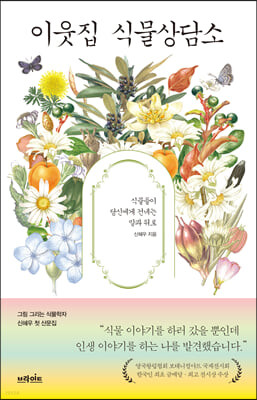 이웃집 식물상담소
식물들이
당신에게 건네는
말과 위로
신혜우 지음
그림 그리는 식물학자
신혜우 첫 산문집
“식물 이야기를 하러 갔을 뿐인데
인생 이야기를 하는 나를 발견했습니다.”
영국왕립협회 보태니컬아트 국제전시회
한국인 최초 금메달 · 최고 전시상 수상
브라이트